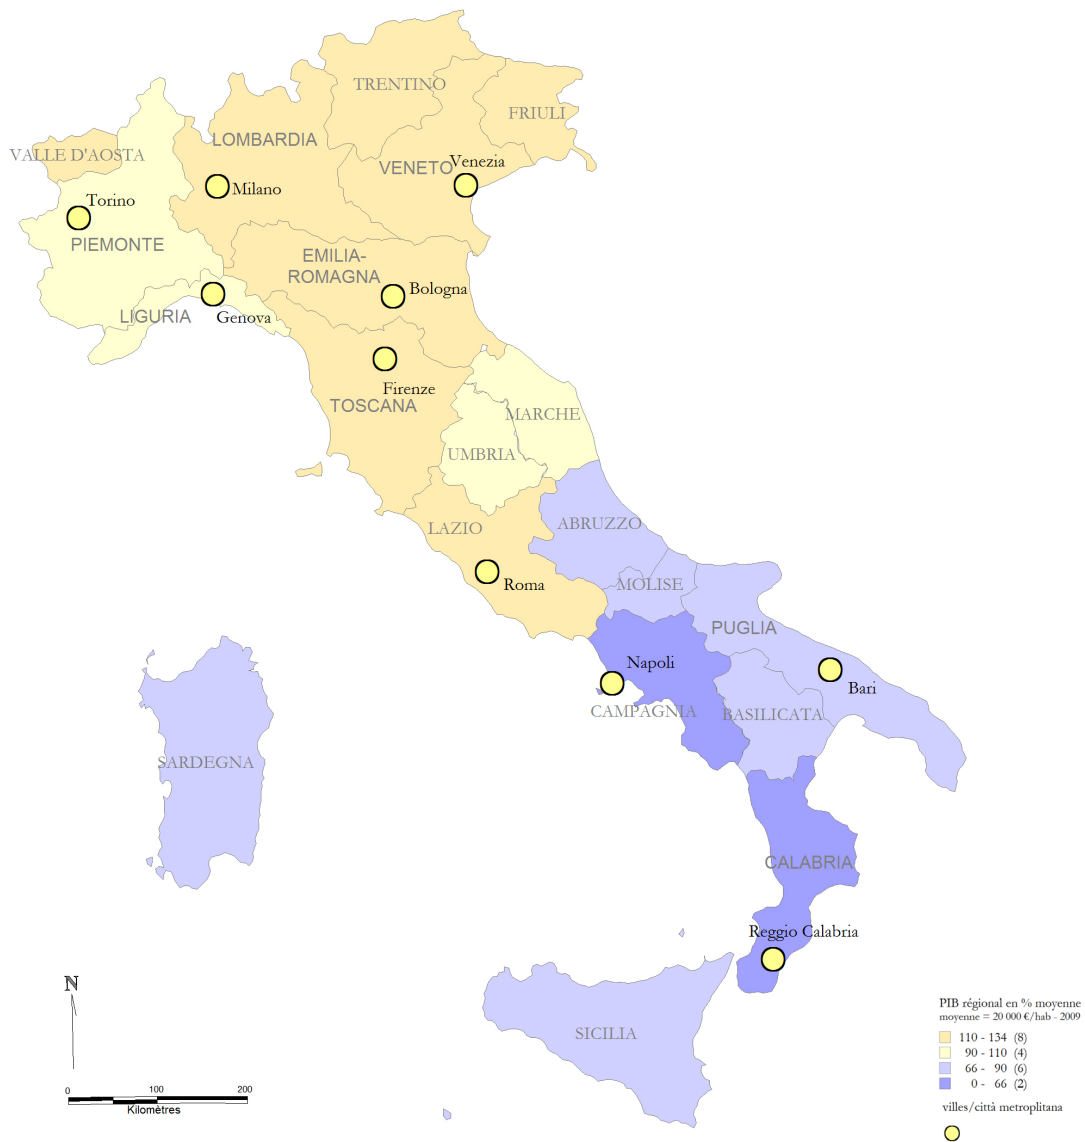 TRENTINO
FRIULI
LOMBARDIA
VALLE D'AOSTA
VENETO
Venezia
Milano
Torino
PIEMONTE
EMILIA-
ROMAGNA
Bologna
LIGURIA
Genova
Firenze
TOSCANA
MARCHE
UMBRIA
LAZIO
ABRUZZO
Roma
MOLISE
PUGLIA
Napoli
Bari
CAMPAGNIA
BASILICATA
SARDEGNA
CALABRIA
Reggio Calabria
SICILIA
N
0 100 200
Kilomètres
PIB régional en % moyenne
moyenne = 20 000 €/hab - 2009
110 - 134 (8)
90 - 110 (4)
66 - 90 (6)
0 - 66 (2)
villes/città metroplitana